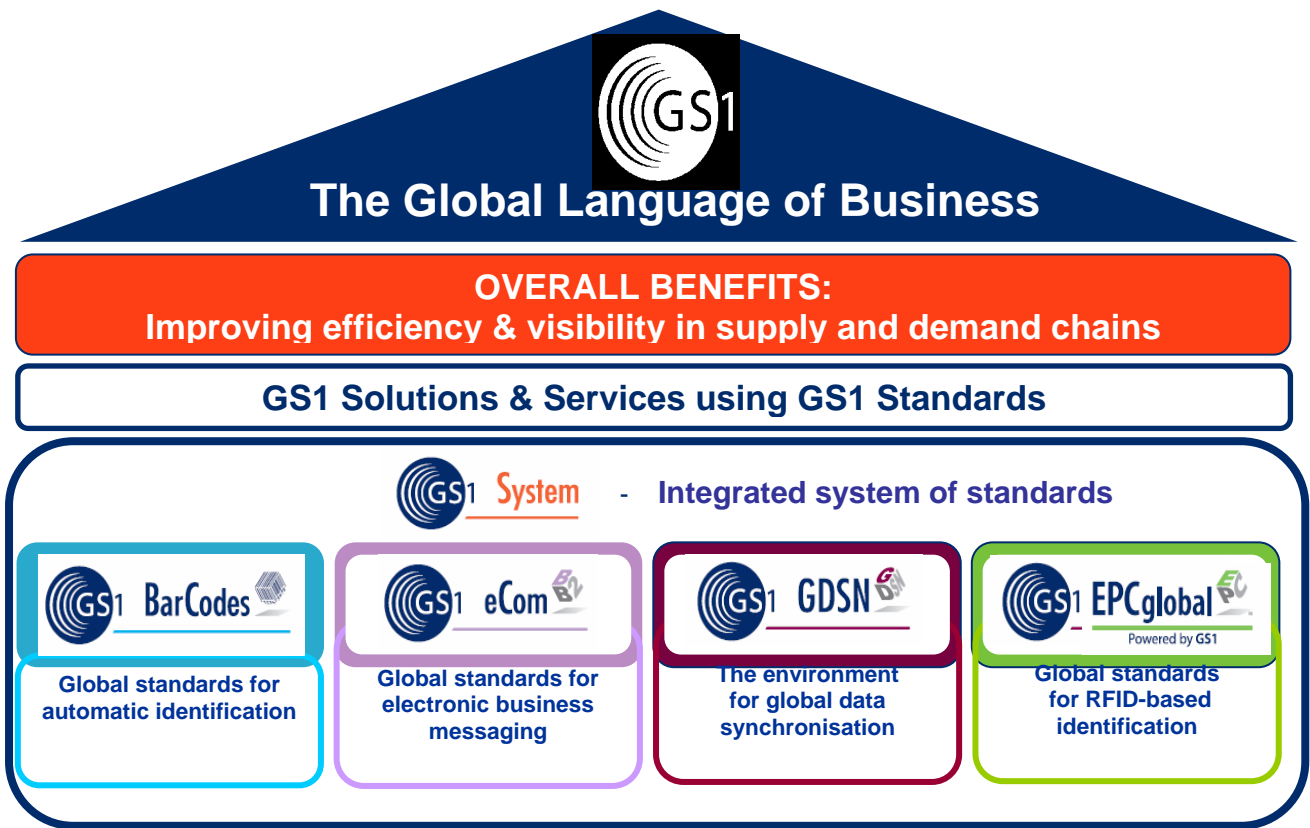 GS1
The Global Language of Business
OVERALL BENEFITS:
Improving efficiency & visibility in supply and demand chains
GS1 Solutions & Services using GS1 Standards
GS1 System - Integrated system of standards
GS1 BarCodes
Global standards for
automatic identification
GS1 eCom B2B
Global standards for
electronic business
messaging
GS1 GDSN GDSN
The environment
for global data
synchronisation
GS1 EPCglobal EPC
Powered by GS1
Global standards
for RFID-based
identification